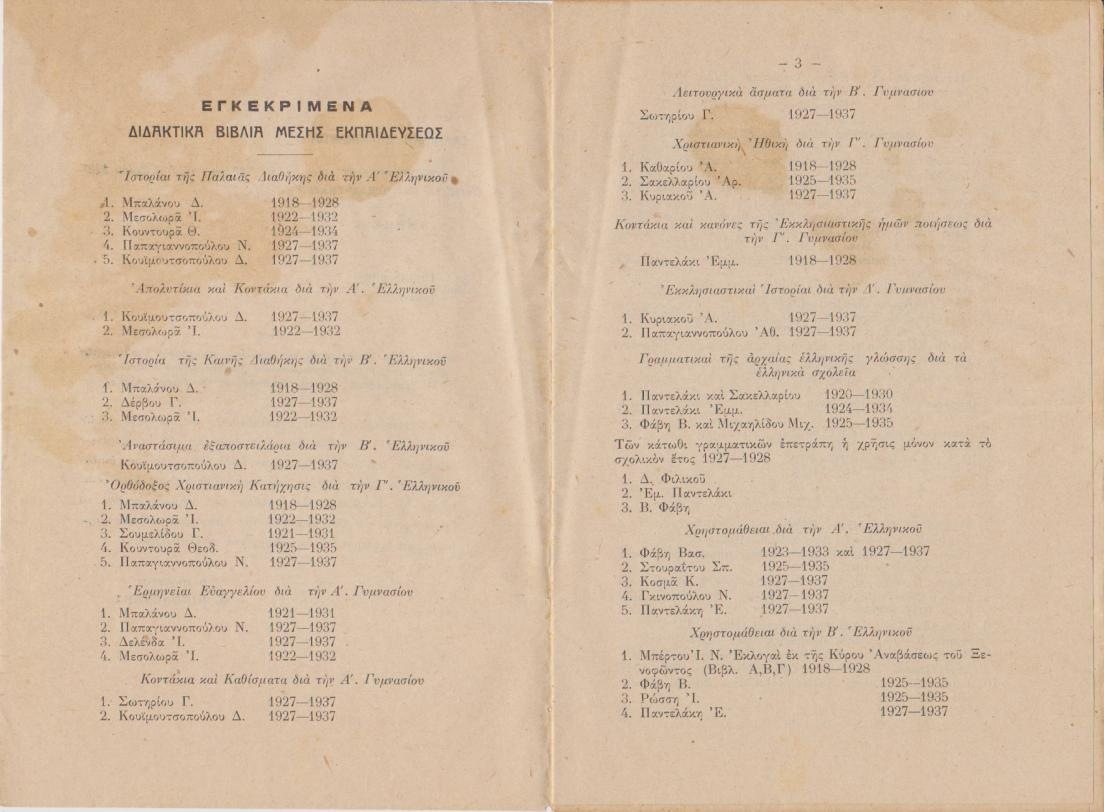 ΕΓΚΕΚΡΙΜΕΝΑ
ΔΙΔΑΚΤΙΚΑ ΒΙΒΛΙΑ ΜΕΣΗΣ ΕΚΠΑΙΔΕΥΣΕΩΣ
Ἱστορίαι τῆς Παλαιᾶς Διαθήκης διὰ τὴν Α′ Ἑλληνικοῦ
1. Μπαλάνου Δ. 1918—1928
2. Μεσολωρᾶ Ἰ. 1922—1932
3. Κουντουρᾶ Θ. 1924—1934
4. Παπαγιαννοπούλου Ν. 1927—1937
5. Κουϊμουτσοπούλου Δ. 1927—1937
Ἀπολυτίκια καὶ Κοντάκια διὰ τὴν Α′. Ἑλληνικοῦ
1. Κουϊμουτσοπούλου Δ. 1927—1937
2. Μεσολωρᾶ Ἰ. 1922—1932
Ἱστορία τῆς Καινῆς Διαθήκης διὰ τὴν Β′. Ἑλληνικοῦ
1. Μπαλάνου Δ. 1918—1928
2. Δέρβου Γ. 1927—1937
3. Μεσολωρᾶ Ἰ. 1922—1932
Ἀναστάσιμα ἐξαποστειλάρια διὰ τὴν Β′. Ἑλληνικοῦ
Κουϊμουτσοπούλου Δ. 1927—1937
Ὀρθόδοξος Χριστιανικὴ Κατήχησις διὰ τὴν Γ′. Ἑλληνικοῦ
1. Μπαλάνου Δ. 1918—1928
2. Μεσολωρᾶ Ἰ. 1922—1932
3. Σουμελίδου Γ. 1921—1931
4. Κουντουρᾶ Θεοδ. 1925—1935
5. Παπαγιαννοπούλου Ν. 1927—1937
Ἑρμηνεῖαι Εὐαγγελίου διὰ τὴν Α′. Γυμνασίου
1. Μπαλάνου Δ. 1921—1931
2. Παπαγιαννοπούλου Ν. 1927—1937
3. Δελένδα Ἰ. 1927—1937
4. Μεσολωρᾶ Ἰ. 1922—1932
Κοντάκια καὶ Καθίσματα διὰ τὴν Α′. Γυμνασίου
1. Σωτηρίου Γ. 1927—1937
2. Κουϊμουτσοπούλου Δ. 1927—1937
— 3 —
Λειτουργικὰ ᾄσματα διὰ τὴν Β′. Γυμνασίου
Σωτηρίου Γ. 1927—1937
Χριστιανικὴ Ἠθικὴ διὰ τὴν Γ′. Γυμνασίου
1. Καθαρίου Ἀ. 1918—1928
2. Σακελλαρίου Ἀρ. 1925—1935
3. Κυριακοῦ Ἀ. 1927—1937
Κοντάκια καὶ κανόνες τῆς Ἐκκλησιαστικῆς ἡμῶν ποιήσεως διὰ
τὴν Γ′. Γυμνασίου
Παντελάκι Ἐμμ. 1918—1928
Ἐκκλησιαστικαὶ Ἱστορίαι διὰ τὴν Δ′. Γυμνασίου
1. Κυριακοῦ Ἀ. 1927—1937
2. Παπαγιαννοπούλου Ἀθ. 1927—1937
Γραμματικαὶ τῆς ἀρχαίας ἑλληνικῆς γλώσσης διὰ τὰ
ἑλληνικὰ σχολεῖα
1. Παντελάκι καὶ Σακελλαρίου 1920—1930
2. Παντελάκι Ἐμμ. 1924—1934
3. Φάβη Β. καὶ Μιχαηλίδου Μιχ. 1925—1935
Τῶν κάτωθι γραμματικῶν ἐπετράπη ἡ χρῆσις μόνον κατὰ τὸ
σχολικὸν ἔτος 1927—1928
1. Δ. Φιλικοῦ
2. Ἐμ. Παντελάκι
3. Β. Φάβη
Χρηστομάθειαι διὰ τὴν Α′. Ἑλληνικοῦ
1. Φάβη Βασ. 1923—1933 καὶ 1927—1937
2. Στουραΐτου Σπ. 1925—1935
3. Κοσμᾶ Κ. 1927—1937
4. Γκινοπούλου Ν. 1927—1937
5. Παντελάκη Ἐ. 1927—1937
Χρηστομάθειαι διὰ τὴν Β′. Ἑλληνικοῦ
1. Μπέρτου Ἰ. Ν. Ἐκλογαὶ ἐκ τῆς Κύρου Ἀναβάσεως τοῦ Ξε-
νοφῶντος (Βιβλ. Α,Β,Γ) 1918—1928
2. Φάβη Β. 1925—1935
3. Ρώσση Ἰ. 1925—1935
4. Παντελάκη Ἐ. 1927—1937